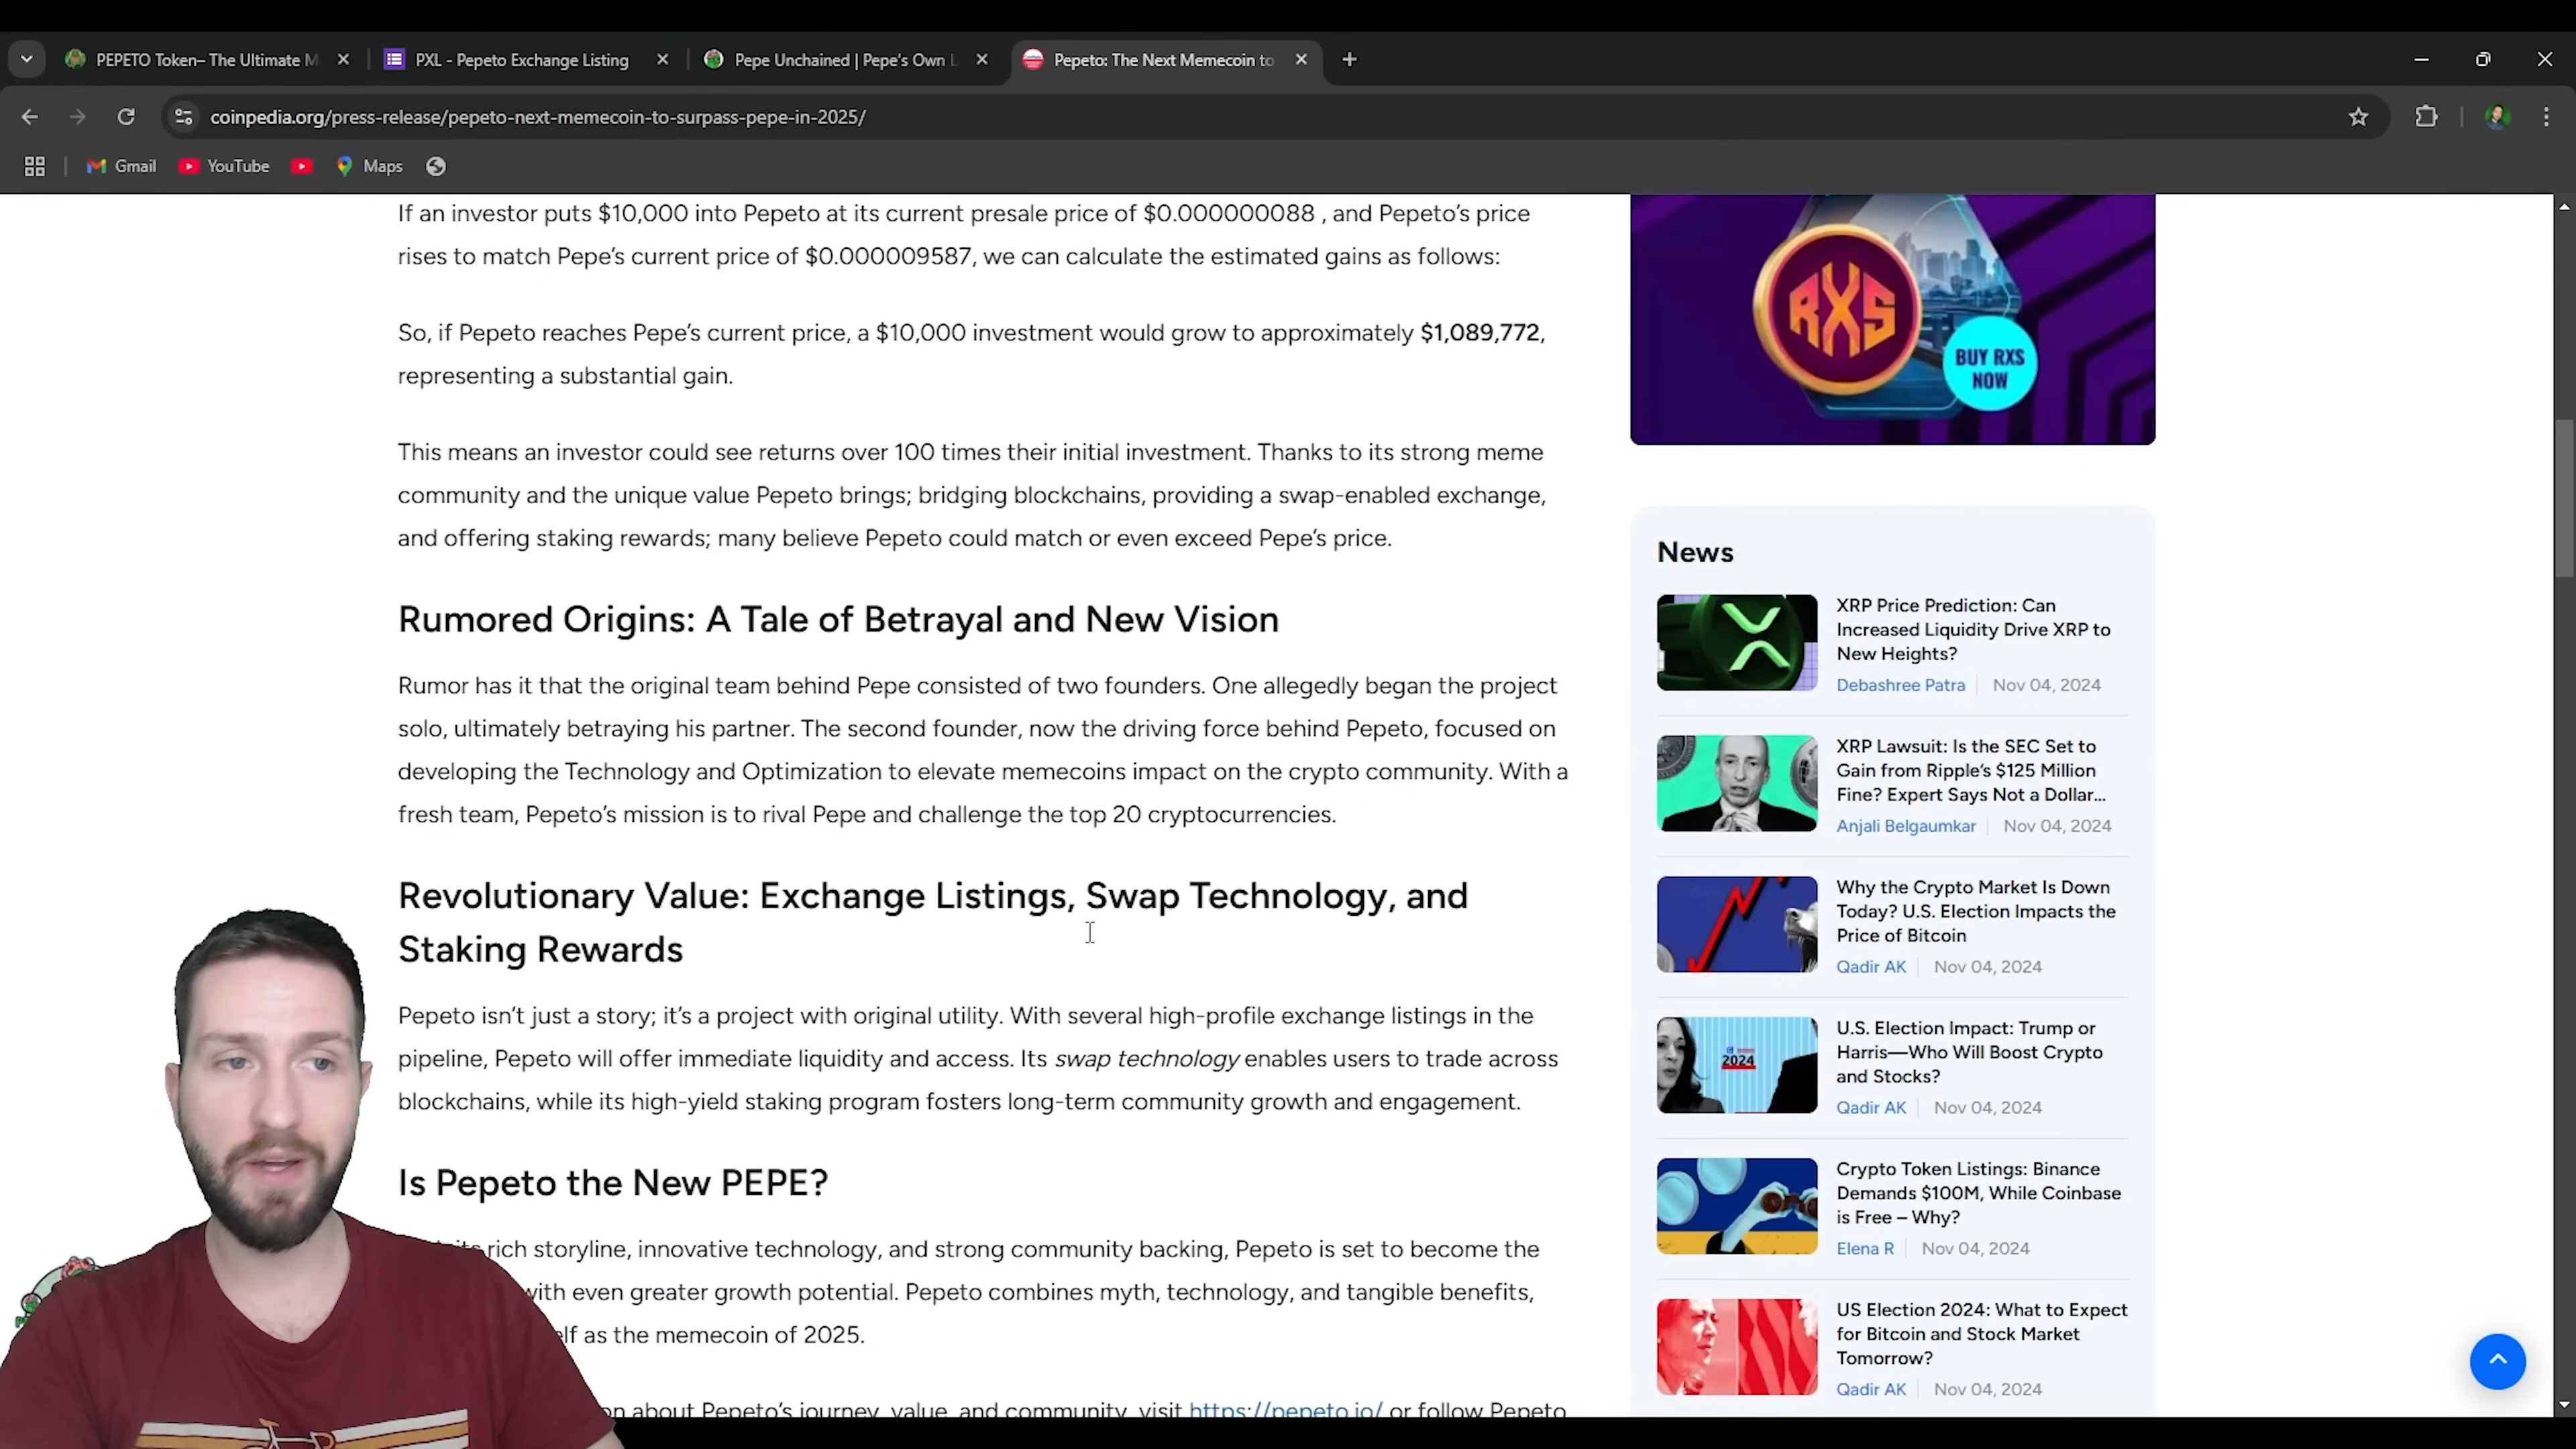 PEPETO Token– The Ultimate M
PXL - Pepeto Exchange Listing
Pepe Unchained | Pepe's Own L
Pepeto: The Next Memecoin to
coinpedia.org/press-release/pepeto-next-memecoin-to-surpass-pepe-in-2025/
Gmail
YouTube
Maps
If an investor puts $10,000 into Pepeto at its current presale price of $0.000000088 , and Pepeto’s price
rises to match Pepe’s current price of $0.000009587, we can calculate the estimated gains as follows:
So, if Pepeto reaches Pepe’s current price, a $10,000 investment would grow to approximately $1,089,772,
representing a substantial gain.
This means an investor could see returns over 100 times their initial investment. Thanks to its strong meme
community and the unique value Pepeto brings; bridging blockchains, providing a swap-enabled exchange,
and offering staking rewards; many believe Pepeto could match or even exceed Pepe’s price.
Rumored Origins: A Tale of Betrayal and New Vision
Rumor has it that the original team behind Pepe consisted of two founders. One allegedly began the project
solo, ultimately betraying his partner. The second founder, now the driving force behind Pepeto, focused on
developing the Technology and Optimization to elevate memecoins impact on the crypto community. With a
fresh team, Pepeto’s mission is to rival Pepe and challenge the top 20 cryptocurrencies.
Revolutionary Value: Exchange Listings, Swap Technology, and
Staking Rewards
Pepeto isn’t just a story; it’s a project with original utility. With several high-profile exchange listings in the
pipeline, Pepeto will offer immediate liquidity and access. Its swap technology enables users to trade across
blockchains, while its high-yield staking program fosters long-term community growth and engagement.
Is Pepeto the New PEPE?
its rich storyline, innovative technology, and strong community backing, Pepeto is set to become the
with even greater growth potential. Pepeto combines myth, technology, and tangible benefits,
elf as the memecoin of 2025.
on about Pepeto’s journey, value, and community, visit https://pepeto.io/ or follow Pepeto
RXS
BUY RXS
NOW
News
XRP Price Prediction: Can
Increased Liquidity Drive XRP to
New Heights?
Debashree Patra Nov 04, 2024
XRP Lawsuit: Is the SEC Set to
Gain from Ripple’s $125 Million
Fine? Expert Says Not a Dollar...
Anjali Belgaumkar Nov 04, 2024
Why the Crypto Market Is Down
Today? U.S. Election Impacts the
Price of Bitcoin
Qadir AK Nov 04, 2024
2024
U.S. Election Impact: Trump or
Harris—Who Will Boost Crypto
and Stocks?
Qadir AK Nov 04, 2024
Crypto Token Listings: Binance
Demands $100M, While Coinbase
is Free – Why?
Elena R Nov 04, 2024
US Election 2024: What to Expect
for Bitcoin and Stock Market
Tomorrow?
Qadir AK Nov 04, 2024